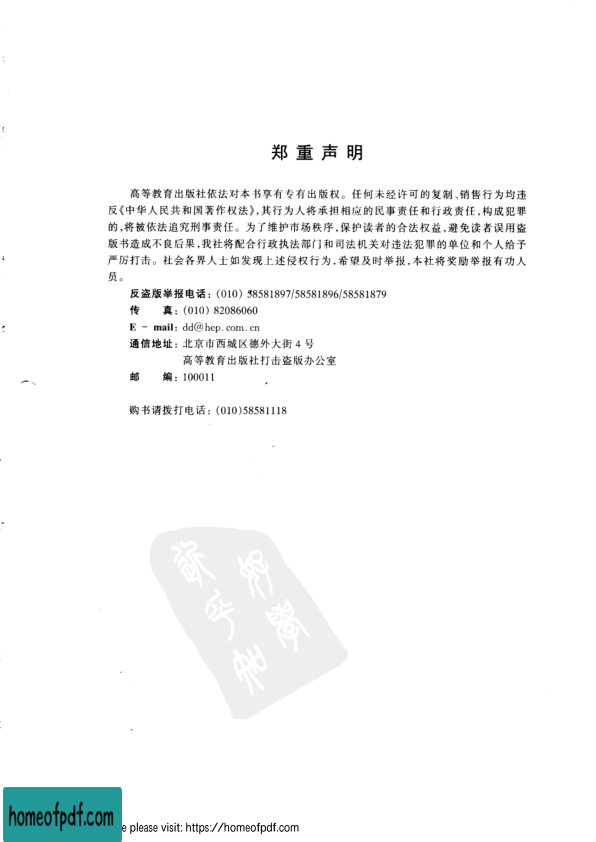 郑重声明
高等教育出版社依法对本书享有专有出版权。任何未经许可的复制、销售行为均违
反《中华人民共和国著作权法》,其行为人将承担相应的民事责任和行政责任,构成犯罪
的,将被依法追究刑事责任。为了维护市场秩序,保护读者的合法权益,避免读者误用盗
版书造成不良后果,我社将配合行政执法部门和司法机关对违法犯罪的单位和个人给予
严厉打击。社会各界人士如发现上述侵权行为,希望及时举报,本社将奖励举报有功人
员。
反盗版举报电话:(010) 58581897/58581896/58581879
传 真:(010) 82086060
E - mail: dd@hep.com.cn
通信地址:北京市西城区德外大街 4 号
高等教育出版社打击盗版办公室
邮 编:100011
购书请拨打电话:(010)58581118
好學
homeofpdf.com
e please visit: https://homeofpdf.com